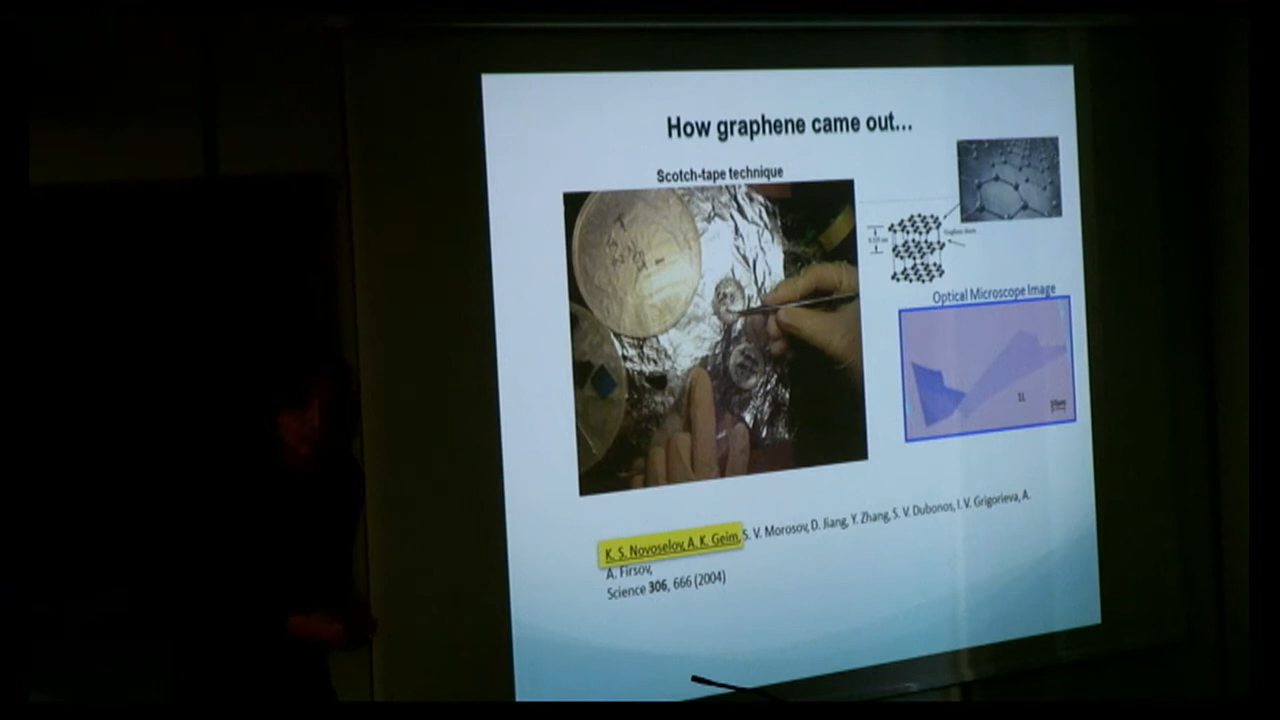 How graphene came out...
Scotch-tape technique
Optical Microscope Image
1L
K. S. Novoselov, A. K. Geim, S. V. Morosov, D. Jiang, Y. Zhang, S. V. Dubonos, I. V. Grigorieva, A.
A. Firsov,
Science 306, 666 (2004)